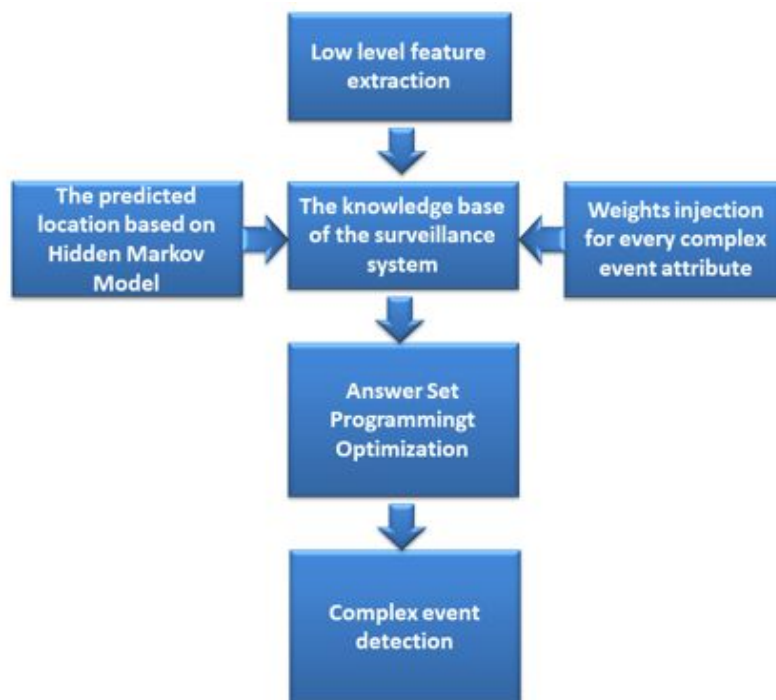 Low level feature
extraction
The predicted
location based on
Hidden Markov
Model
The knowledge base
of the surveillance
system
Weights injection
for every complex
event attribute
Answer Set
Programmingt
Optimization
Complex event
detection